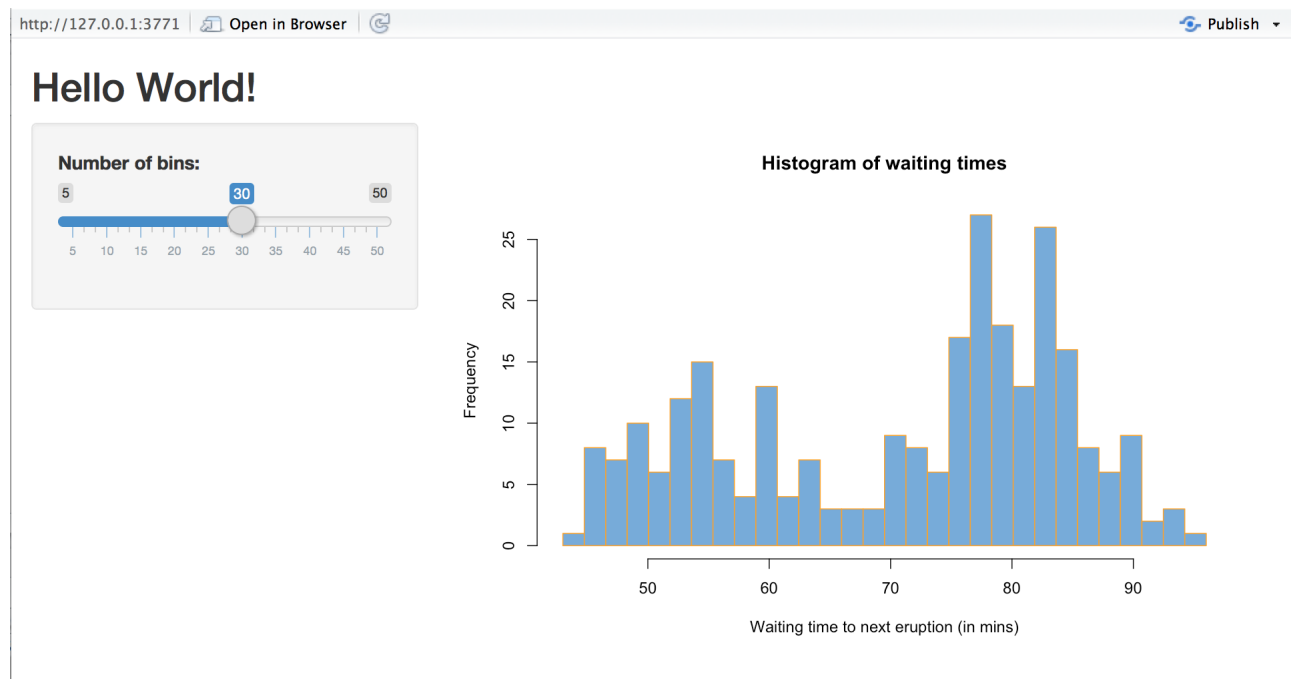 http://127.0.0.1:3771 Open in Browser Publish
Hello World!
Number of bins:
5 30 50
5 10 15 20 25 30 35 40 45 50
Histogram of waiting times
Frequency
25
20
15
10
5
0
50 60 70 80 90
Waiting time to next eruption (in mins)